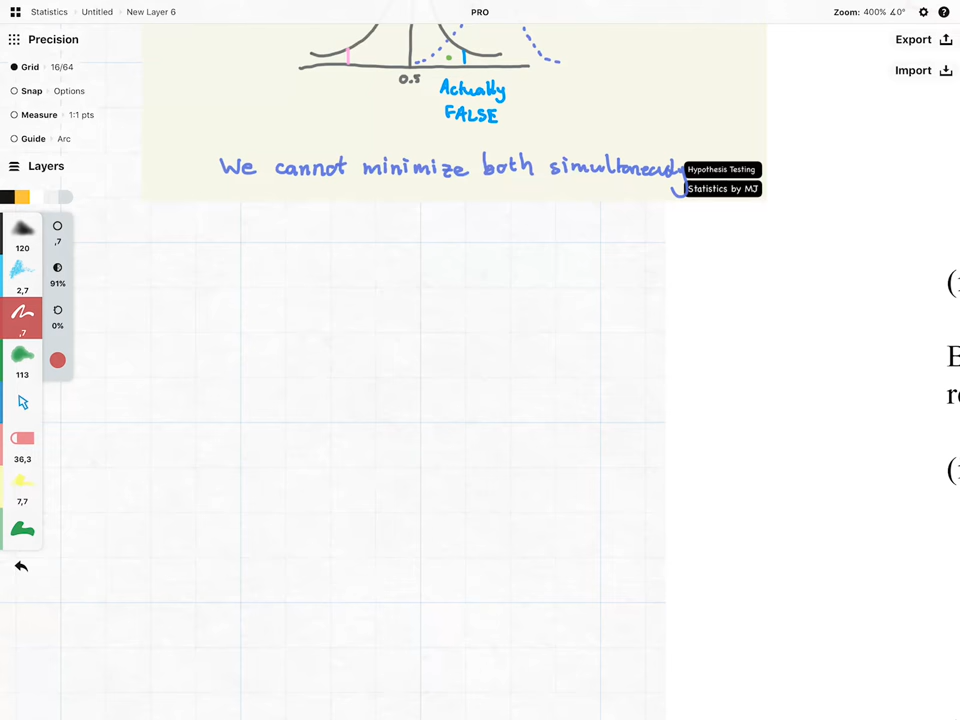 Statistics Untitled New Layer 6 PRO Zoom: 400% ∠0°
Precision Export
Grid 16/64 Import
Snap Options
Measure 1:1 pts
Guide Arc
Layers
0.5
Actually
FALSE
We cannot minimize both simultaneously
Hypothesis Testing
Statistics by MJ
120
,7
2,7
91%
,7
0%
113
36,3
7,7